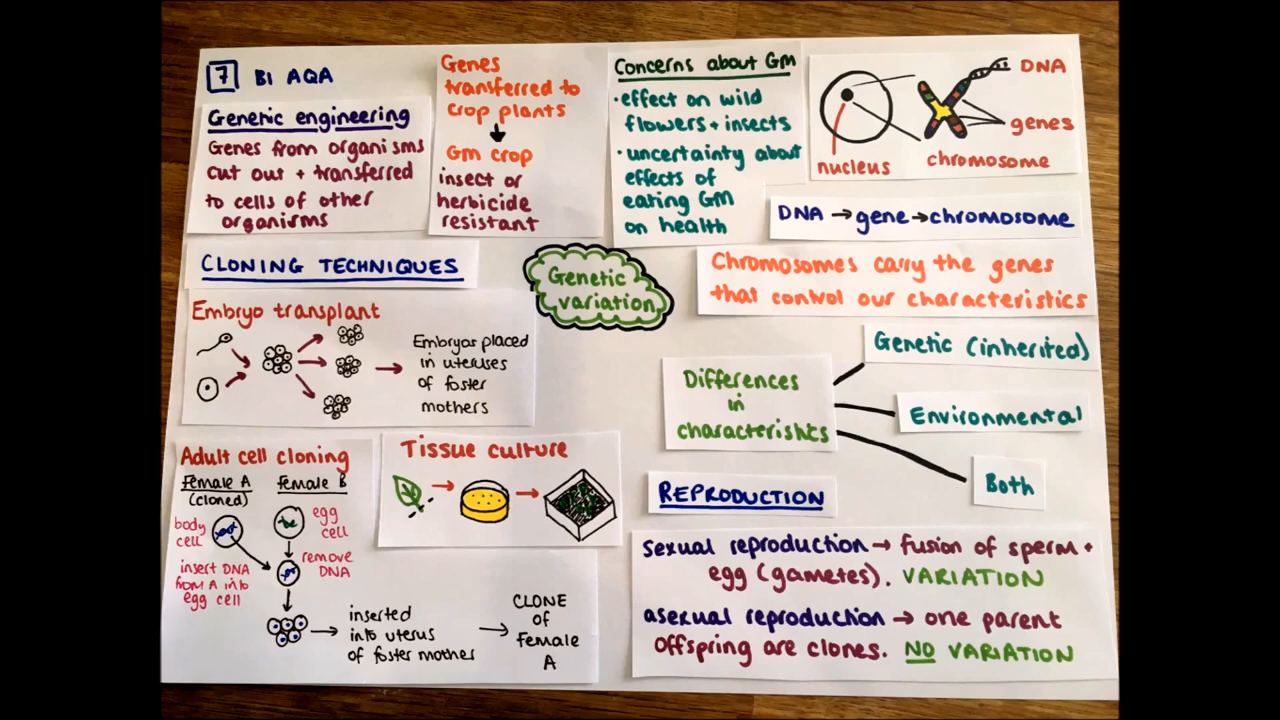 7 B1 AQA
Genetic engineering
Genes from organisms
cut out + transferred
to cells of other
organisms
Genes
transferred to
crop plants
Gm crop
insect or
herbicide
resistant
Concerns about Gm
• effect on wild
flowers + insects
• uncertainty about
effects of
eating GM
on health
DNA
genes
nucleus
chromosome
DNA → gene → chromosome
Chromosomes carry the genes
that control our characteristics
Genetic
variation
CLONING TECHNIQUES
Embryo transplant
Embryos placed
in uteruses
of foster
mothers
Adult cell cloning
Female A
(cloned)
Female B
body
cell
egg
cell
remove
DNA
insert DNA
from A into
egg cell
inserted
into uterus
of foster mother
CLONE
of
Female
A
Tissue culture
Differences
in
characteristics
Genetic (inherited)
Environmental
Both
REPRODUCTION
sexual reproduction → fusion of sperm +
egg (gametes). VARIATION
asexual reproduction → one parent
Offspring are clones. NO VARIATION